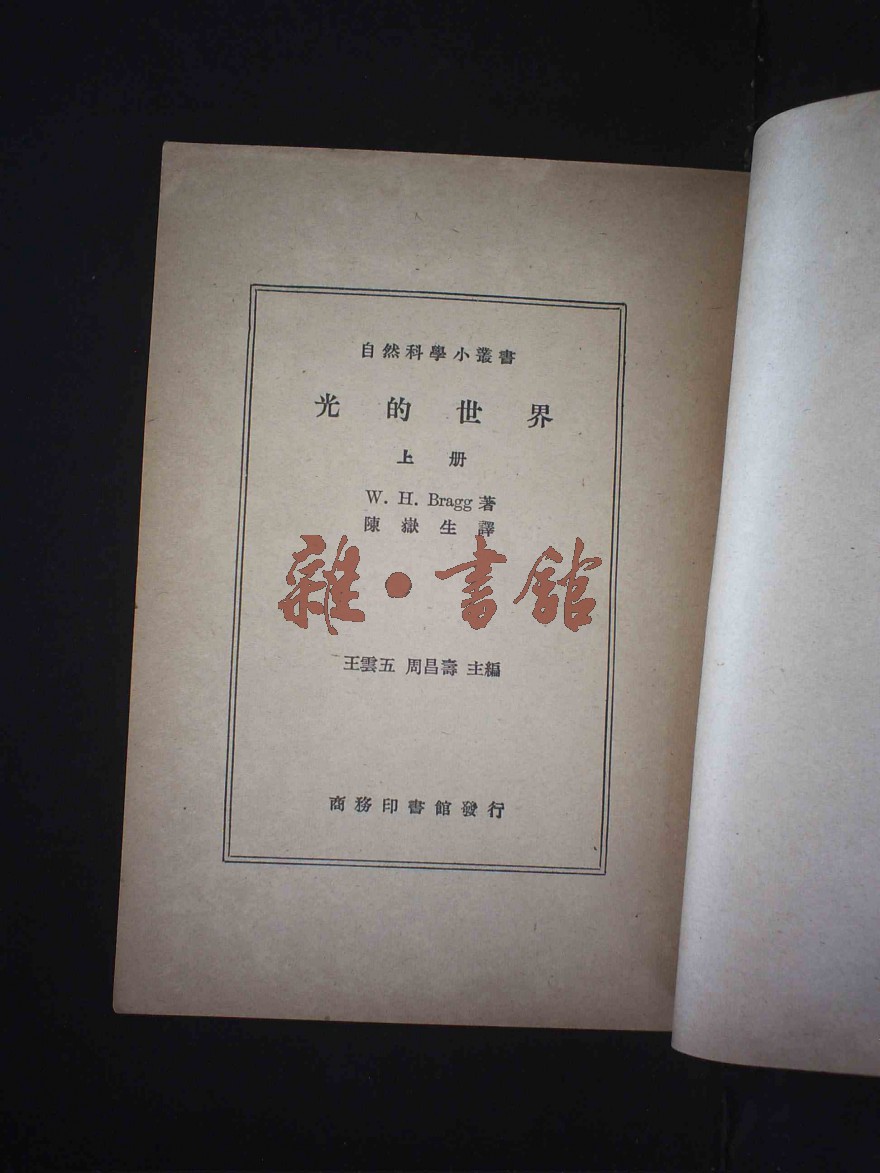 自然科學小叢書
光的世界
上册
W. H. Bragg 著
陳嶽生譯
雜·書館
王雲五 周昌壽 主編
商務印書館發行